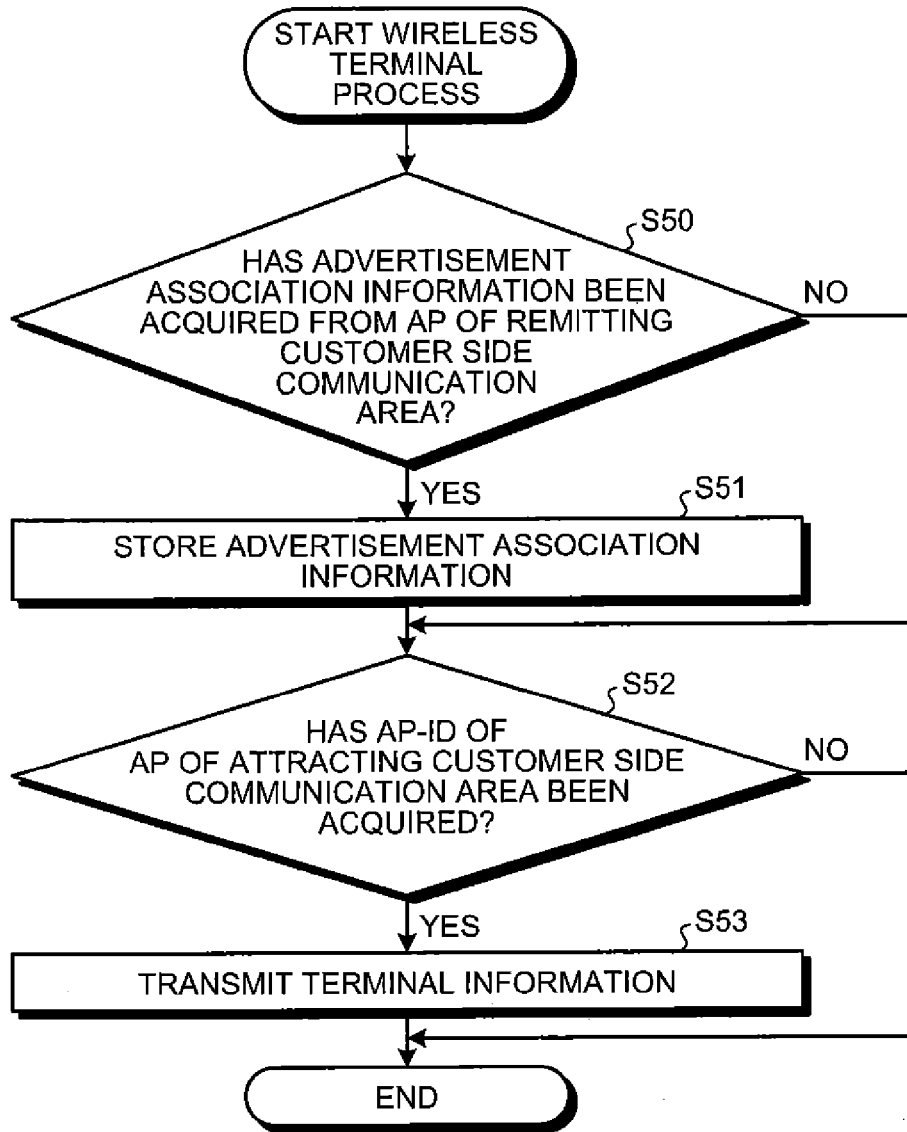 START WIRELESS
TERMINAL
PROCESS
S50
HAS ADVERTISEMENT
ASSOCIATION INFORMATION BEEN
ACQUIRED FROM AP OF REMITTING
CUSTOMER SIDE
COMMUNICATION
AREA?
NO
YES
S51
STORE ADVERTISEMENT ASSOCIATION
INFORMATION
S52
HAS AP-ID OF
AP OF ATTRACTING CUSTOMER SIDE
COMMUNICATION AREA BEEN
ACQUIRED?
NO
YES
S53
TRANSMIT TERMINAL INFORMATION
END